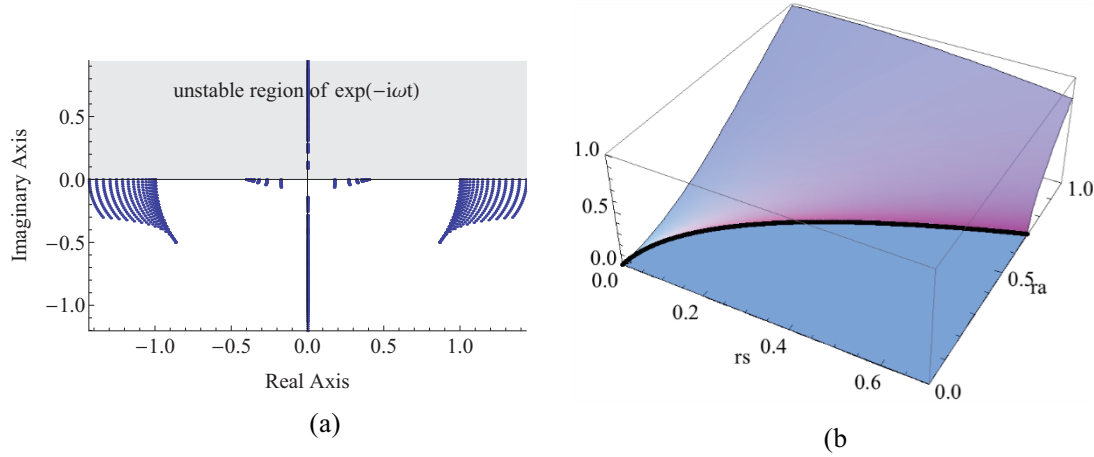 unstable region of exp(−iωt)
Imaginary Axis
0.5
0.0
−0.5
−1.0
−1.0 −0.5 0.0 0.5 1.0
Real Axis
(a)
1.0
0.5
0.0
0.0
0.2
0.4
0.6
rs
0.0
0.5
ra
1.0
(b